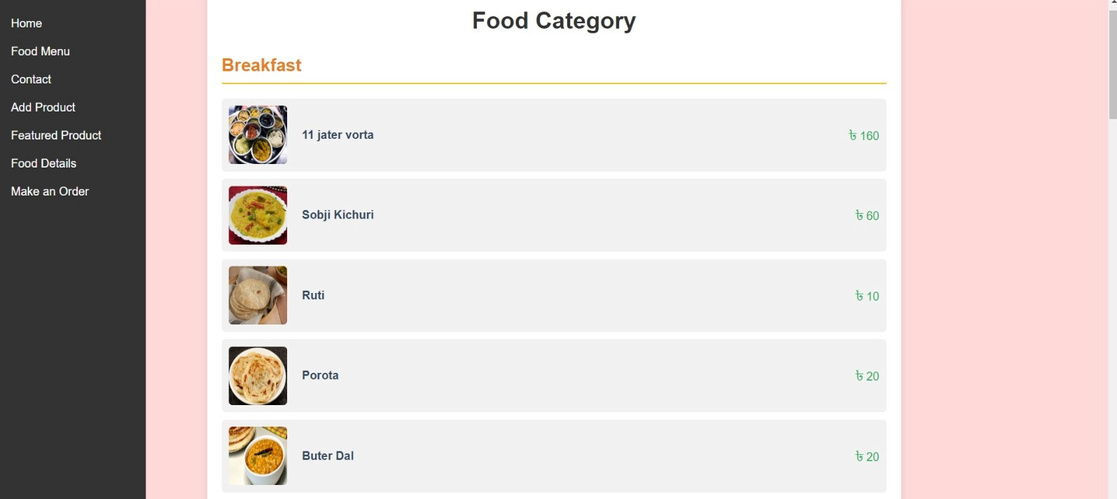 Home
Food Menu
Contact
Add Product
Featured Product
Food Details
Make an Order
Food Category
Breakfast
11 jater vorta ৳ 160
Sobji Kichuri ৳ 60
Ruti ৳ 10
Porota ৳ 20
Buter Dal ৳ 20